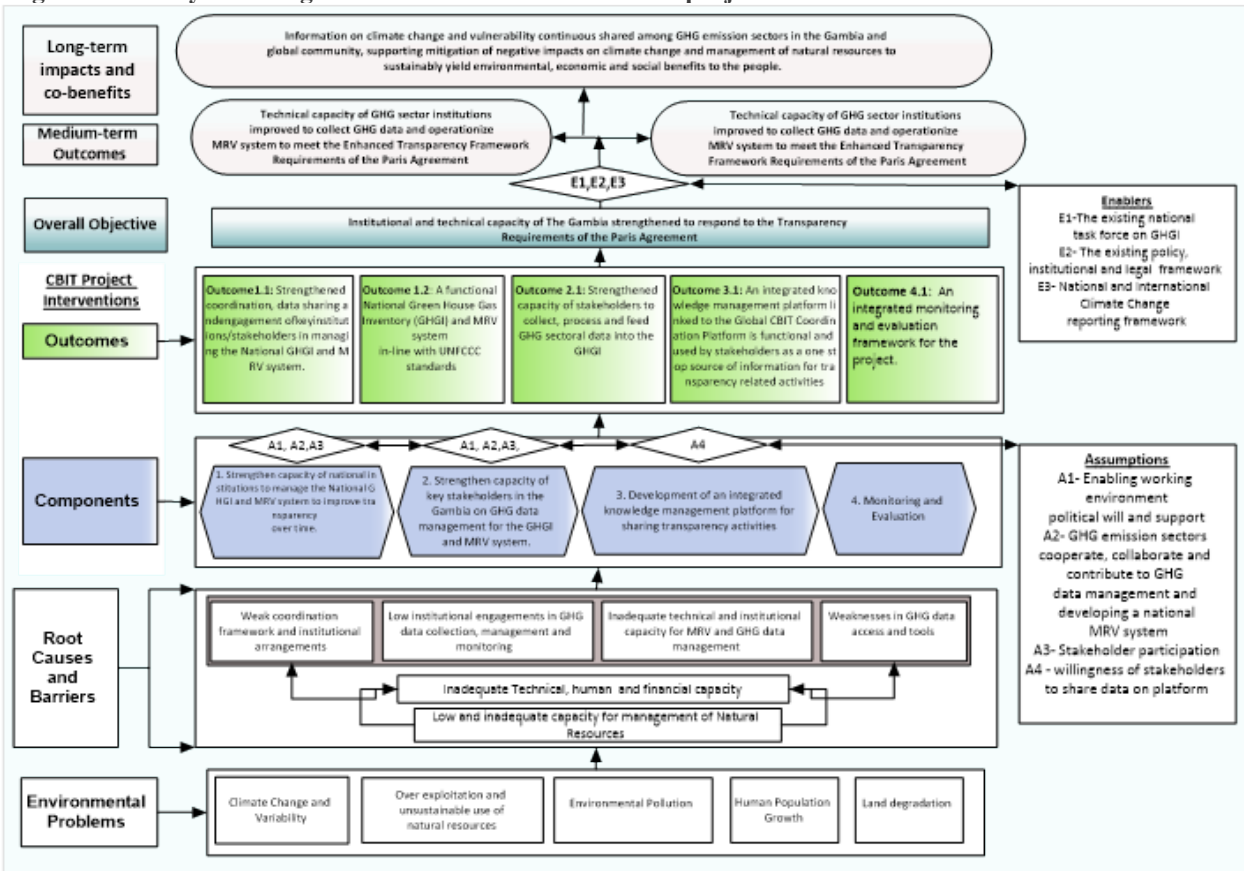 Long-term
impacts and
co-benefits
Information on climate change and vulnerability continuous shared among GHG emission sectors in the Gambia and
global community, supporting mitigation of negative impacts on climate change and management of natural resources to
sustainably yield environmental, economic and social benefits to the people.
Medium-term
Outcomes
Technical capacity of GHG sector institutions
improved to collect GHG data and operationize
MRV system to meet the Enhanced Transparency Framework
Requirements of the Paris Agreement
Technical capacity of GHG sector institutions
improved to collect GHG data and operationize
MRV system to meet the Enhanced Transparency
Framework Requirements of the Paris Agreement
E1,E2,E3
Overall Objective
Institutional and technical capacity of The Gambia strengthened to respond to the Transparency
Requirements of the Paris Agreement
Enablers
E1-The existing national
task force on GHGI
E2- The existing policy,
institutional and legal framework
E3- National and International
Climate Change
reporting framework
CBIT Project
Interventions
Outcomes
Outcome1.1: Strengthened
coordination, data sharing a
ndengagement ofkeyinstituti
ons/stakeholders in managi
ng the National GHGI and M
RV system.
Outcome 1.2: A functional
National Green House Gas
Inventory (GHGI) and MRV
system
in-line with UNFCCC
standards
Outcome 2.1: Strengthened
capacity of stakeholders to
collect, process and feed
GHG sectoral data into the
GHGI
Outcome 3.1: An integrated kno
wledge management platform li
nked to the Global CBIT Coordin
ation Platform is functional and
used by stakeholders as a one st
op source of information for tra
nsparency related activities
Outcome 4.1: An
integrated monitoring
and evaluation
framework for the
project.
A1, A2,A3
A1, A2,A3,
A4
Components
1. Strengthen capacity of national in
stitutions to manage the National G
HGI and MRV system to improve tra
nsparency
over time.
2. Strengthen capacity of
key stakeholders in the
Gambia on GHG data
management for the GHGI
and MRV system.
3. Development of an integrated
knowledge management platform for
sharing transparency activities
4. Monitoring and
Evaluation
Assumptions
A1- Enabling working
environment
political will and support
A2- GHG emission sectors
cooperate, collaborate and
contribute to GHG
data management and
developing a national
MRV system
A3- Stakeholder participation
A4 - willingness of stakeholders
to share data on platform
Root
Causes
and
Barriers
Weak coordination
framework and institutional
arrangements
Low institutional engagements in GHG
data collection, management and
monitoring
Inadequate technical and institutional
capacity for MRV and GHG data
management
Weaknesses in GHG data
access and tools
Inadequate Technical, human and financial capacity
Low and inadequate capacity for management of Natural
Resources
Environmental
Problems
Climate Change and
Variability
Over exploitation and
unsustainable use of
natural resources
Environmental Pollution
Human Population
Growth
Land degradation